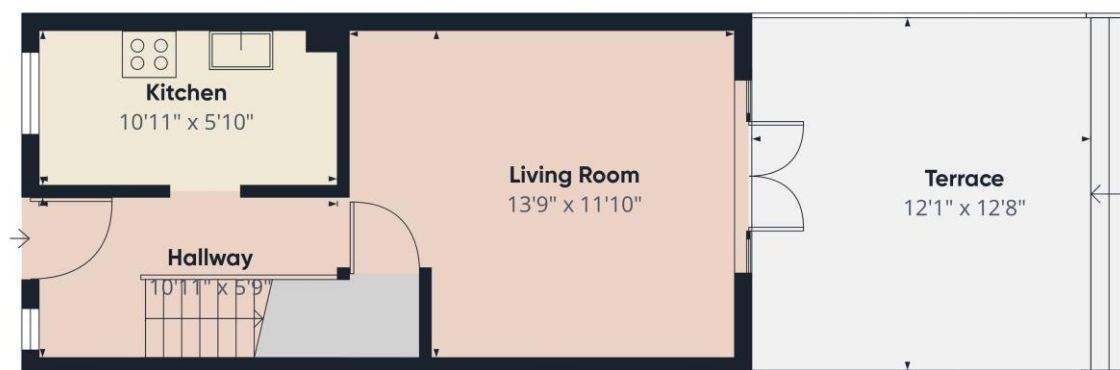 Kitchen
10'11" x 5'10"
Living Room
13'9" x 11'10"
Terrace
12'1" x 12'8"
Hallway
10'11" x 5'9"